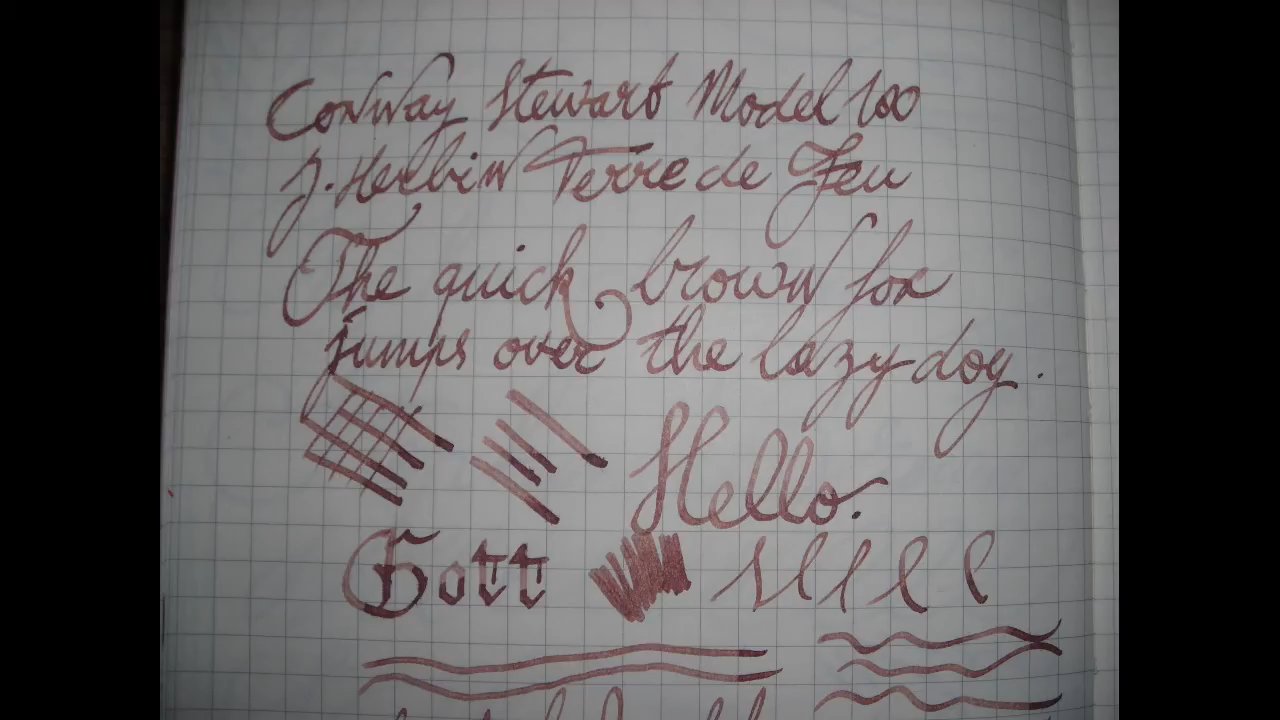 Conway Stewart Model 100
J. Herbin Terre de Feu
The quick brown fox
jumps over the lazy dog.
Hello.
Gott